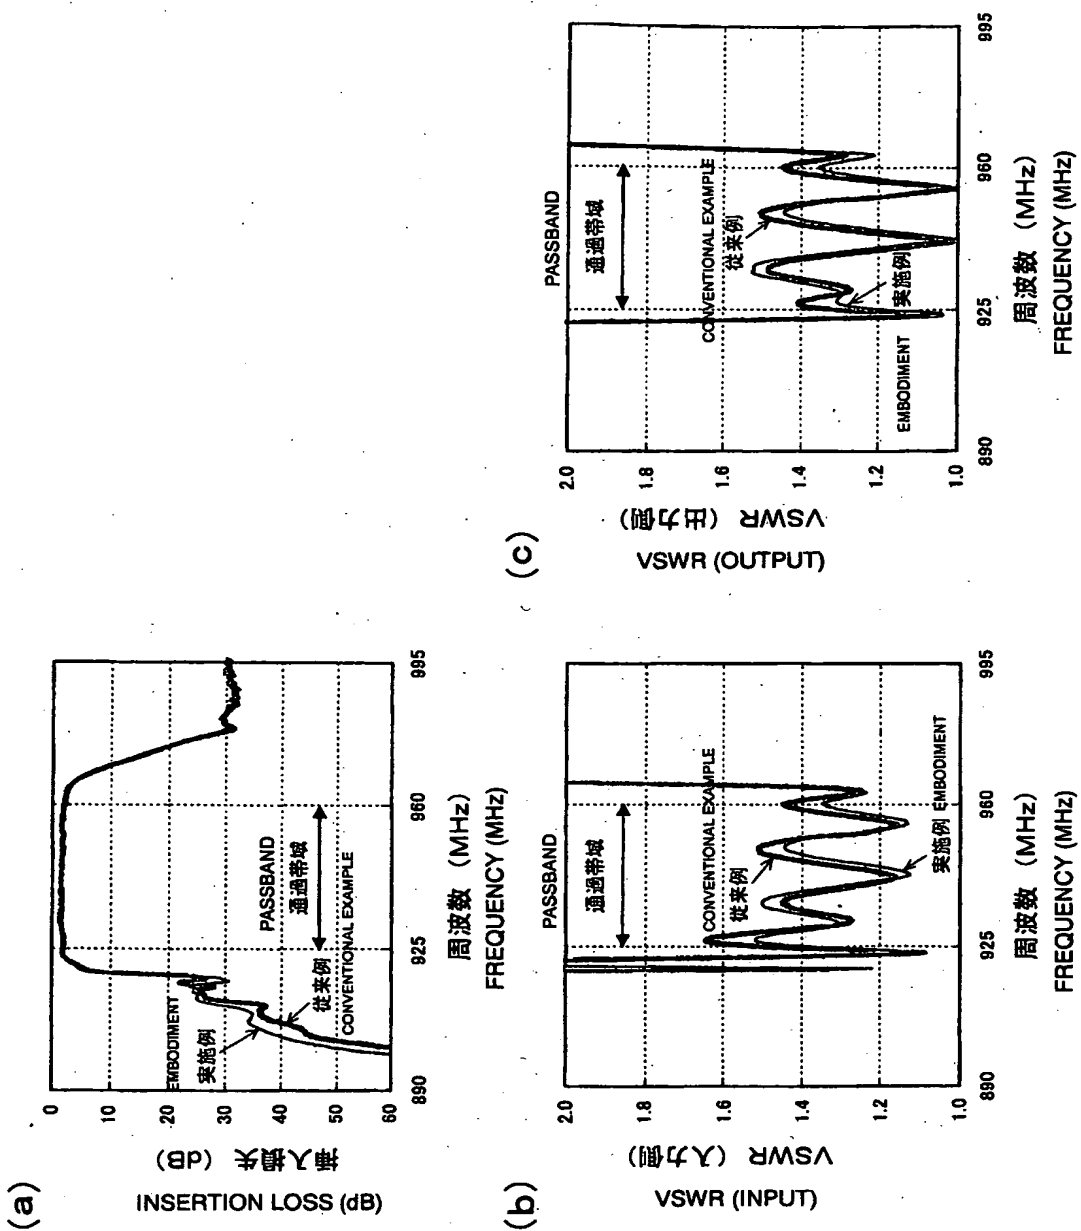 (a)
INSERTION LOSS (dB)
挿入損失 (dB)
0
10
20
30
40
50
60
EMBODIMENT
実施例
PASSBAND
通過帯域
従来例
CONVENTIONAL EXAMPLE
890
925
960
995
周波数 (MHz)
FREQUENCY (MHz)
(b)
VSWR (INPUT)
VSWR (入力側)
2.0
1.8
1.6
1.4
1.2
1.0
PASSBAND
通過帯域
CONVENTIONAL EXAMPLE
従来例
実施例 EMBODIMENT
890
925
960
995
周波数 (MHz)
FREQUENCY (MHz)
(c)
VSWR (OUTPUT)
VSWR (出力側)
2.0
1.8
1.6
1.4
1.2
1.0
PASSBAND
通過帯域
CONVENTIONAL EXAMPLE
従来例
実施例
EMBODIMENT
890
925
960
995
周波数 (MHz)
FREQUENCY (MHz)